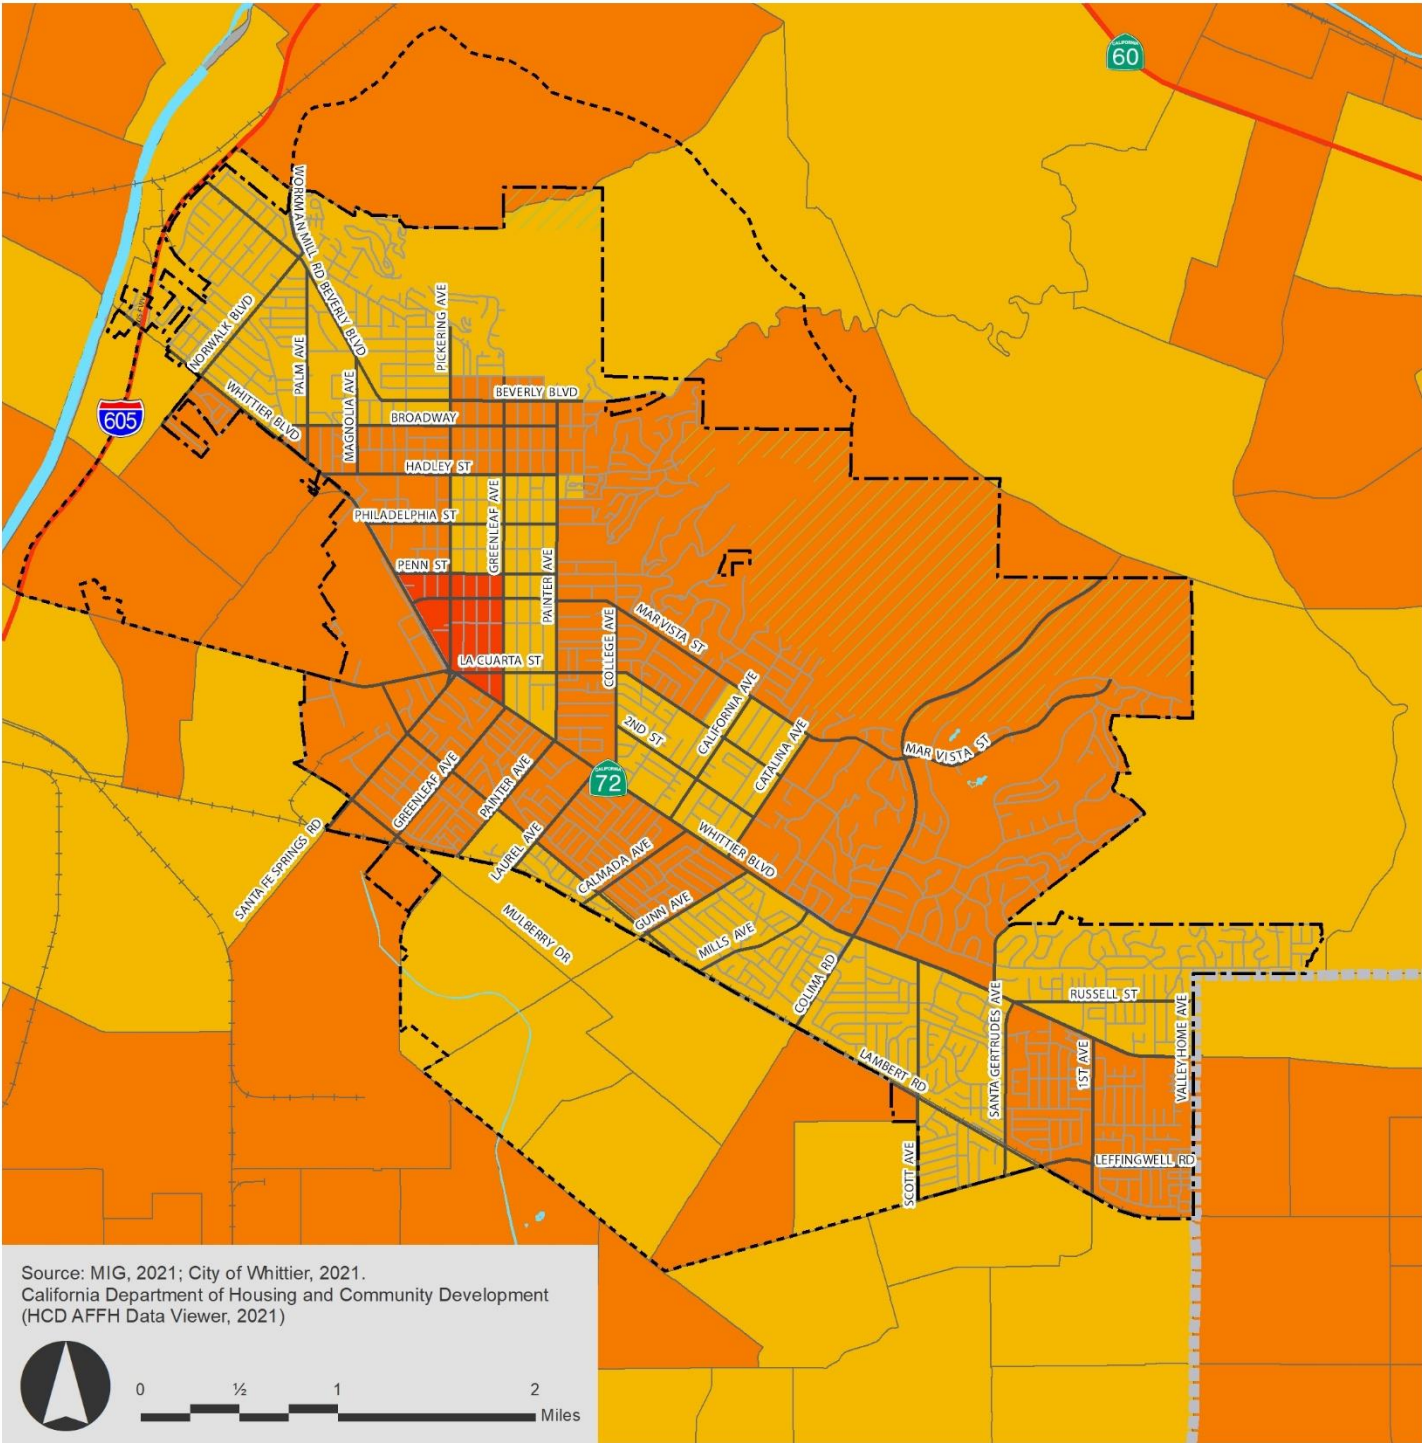 CALIFORNIA
60
WORKMAN MILL RD
BEVERLY BLVD
PICKERING AVE
NORWALK BLVD
PALM AVE
MAGNOLIA AVE
WHITTIER BLVD
BEVERLY BLVD
BROADWAY
605
HADLEY ST
GREENLEAF AVE
PHILADELPHIA ST
PENN ST
PAINTER AVE
COLLEGE AVE
MAR VISTA ST
LA CUARTA ST
2ND ST
CALIFORNIA AVE
CATALINA AVE
MAR VISTA ST
CALIFORNIA
72
GREENLEAF AVE
PAINTER AVE
LAUREL AVE
SANTA FE SPRINGS RD
WHITTIER BLVD
CALMADA AVE
GUNN AVE
MULBERRY DR
MILLS AVE
COLIMA RD
SANTA GERTRUDES AVE
RUSSELL ST
VALLEY HOME AVE
1ST AVE
LAMBERT RD
SCOTT AVE
LEFFINGWELL RD
Source: MIG, 2021; City of Whittier, 2021.
California Department of Housing and Community Development
(HCD AFFH Data Viewer, 2021)
0 ½ 1 2
Miles